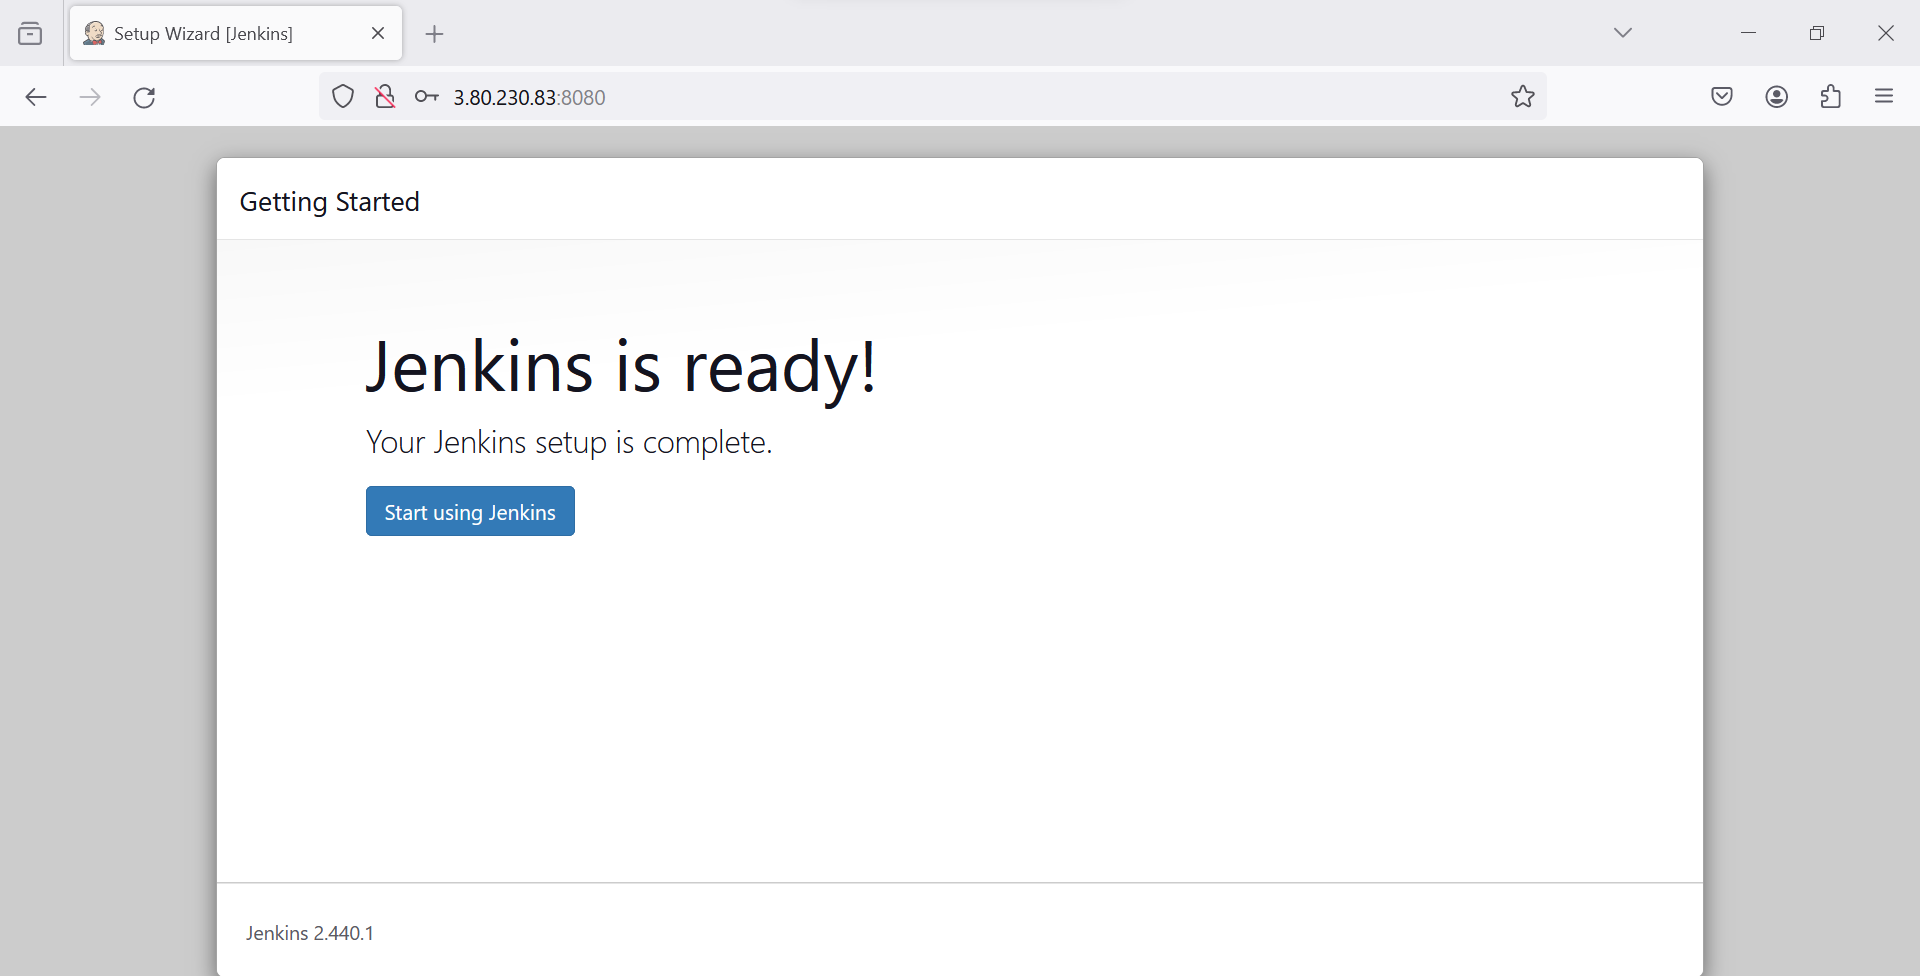 Setup Wizard [Jenkins]
3.80.230.83:8080
Getting Started
Jenkins is ready!
Your Jenkins setup is complete.
Start using Jenkins
Jenkins 2.440.1